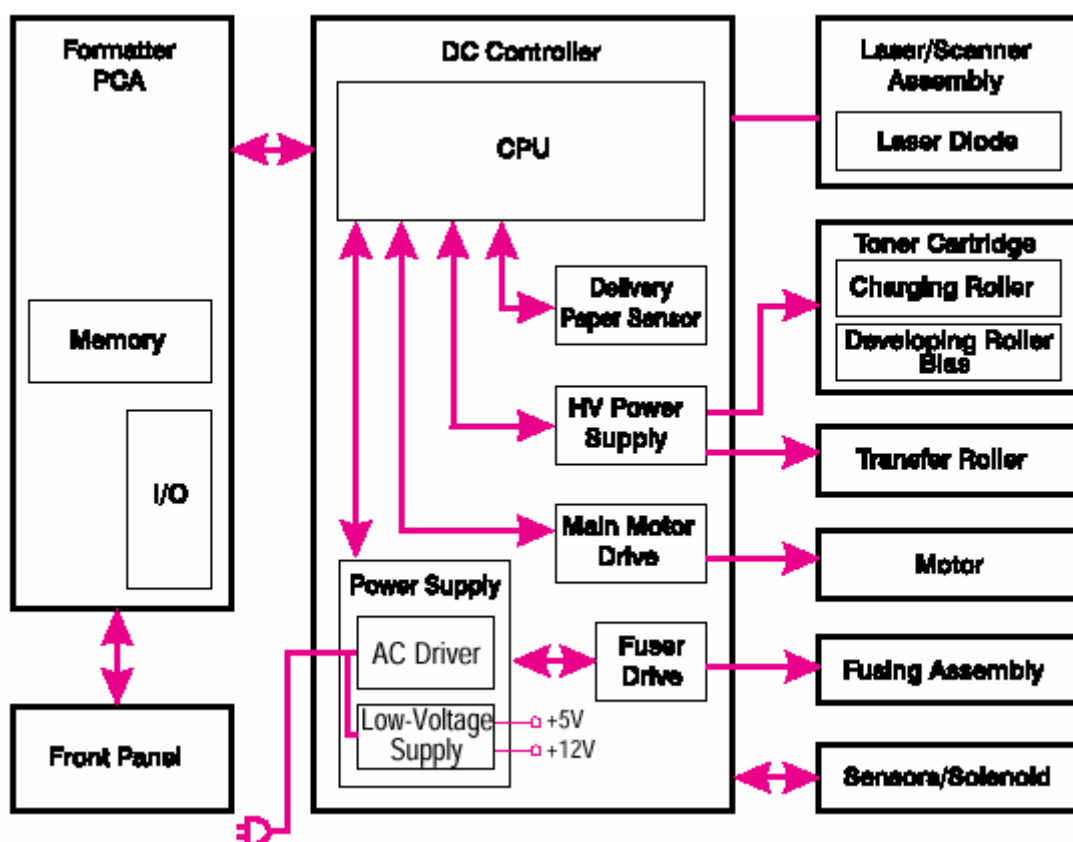 Formatter
PCA
Memory
I/O
Front Panel
DC Controller
CPU
Delivery
Paper Sensor
HV Power
Supply
Main Motor
Drive
Power Supply
AC Driver
Low-Voltage
Supply
+5V
+12V
Fuser
Drive
Laser/Scanner
Assembly
Laser Diode
Toner Cartridge
Charging Roller
Developing Roller
Bias
Transfer Roller
Motor
Fusing Assembly
Sensors/Solenoid